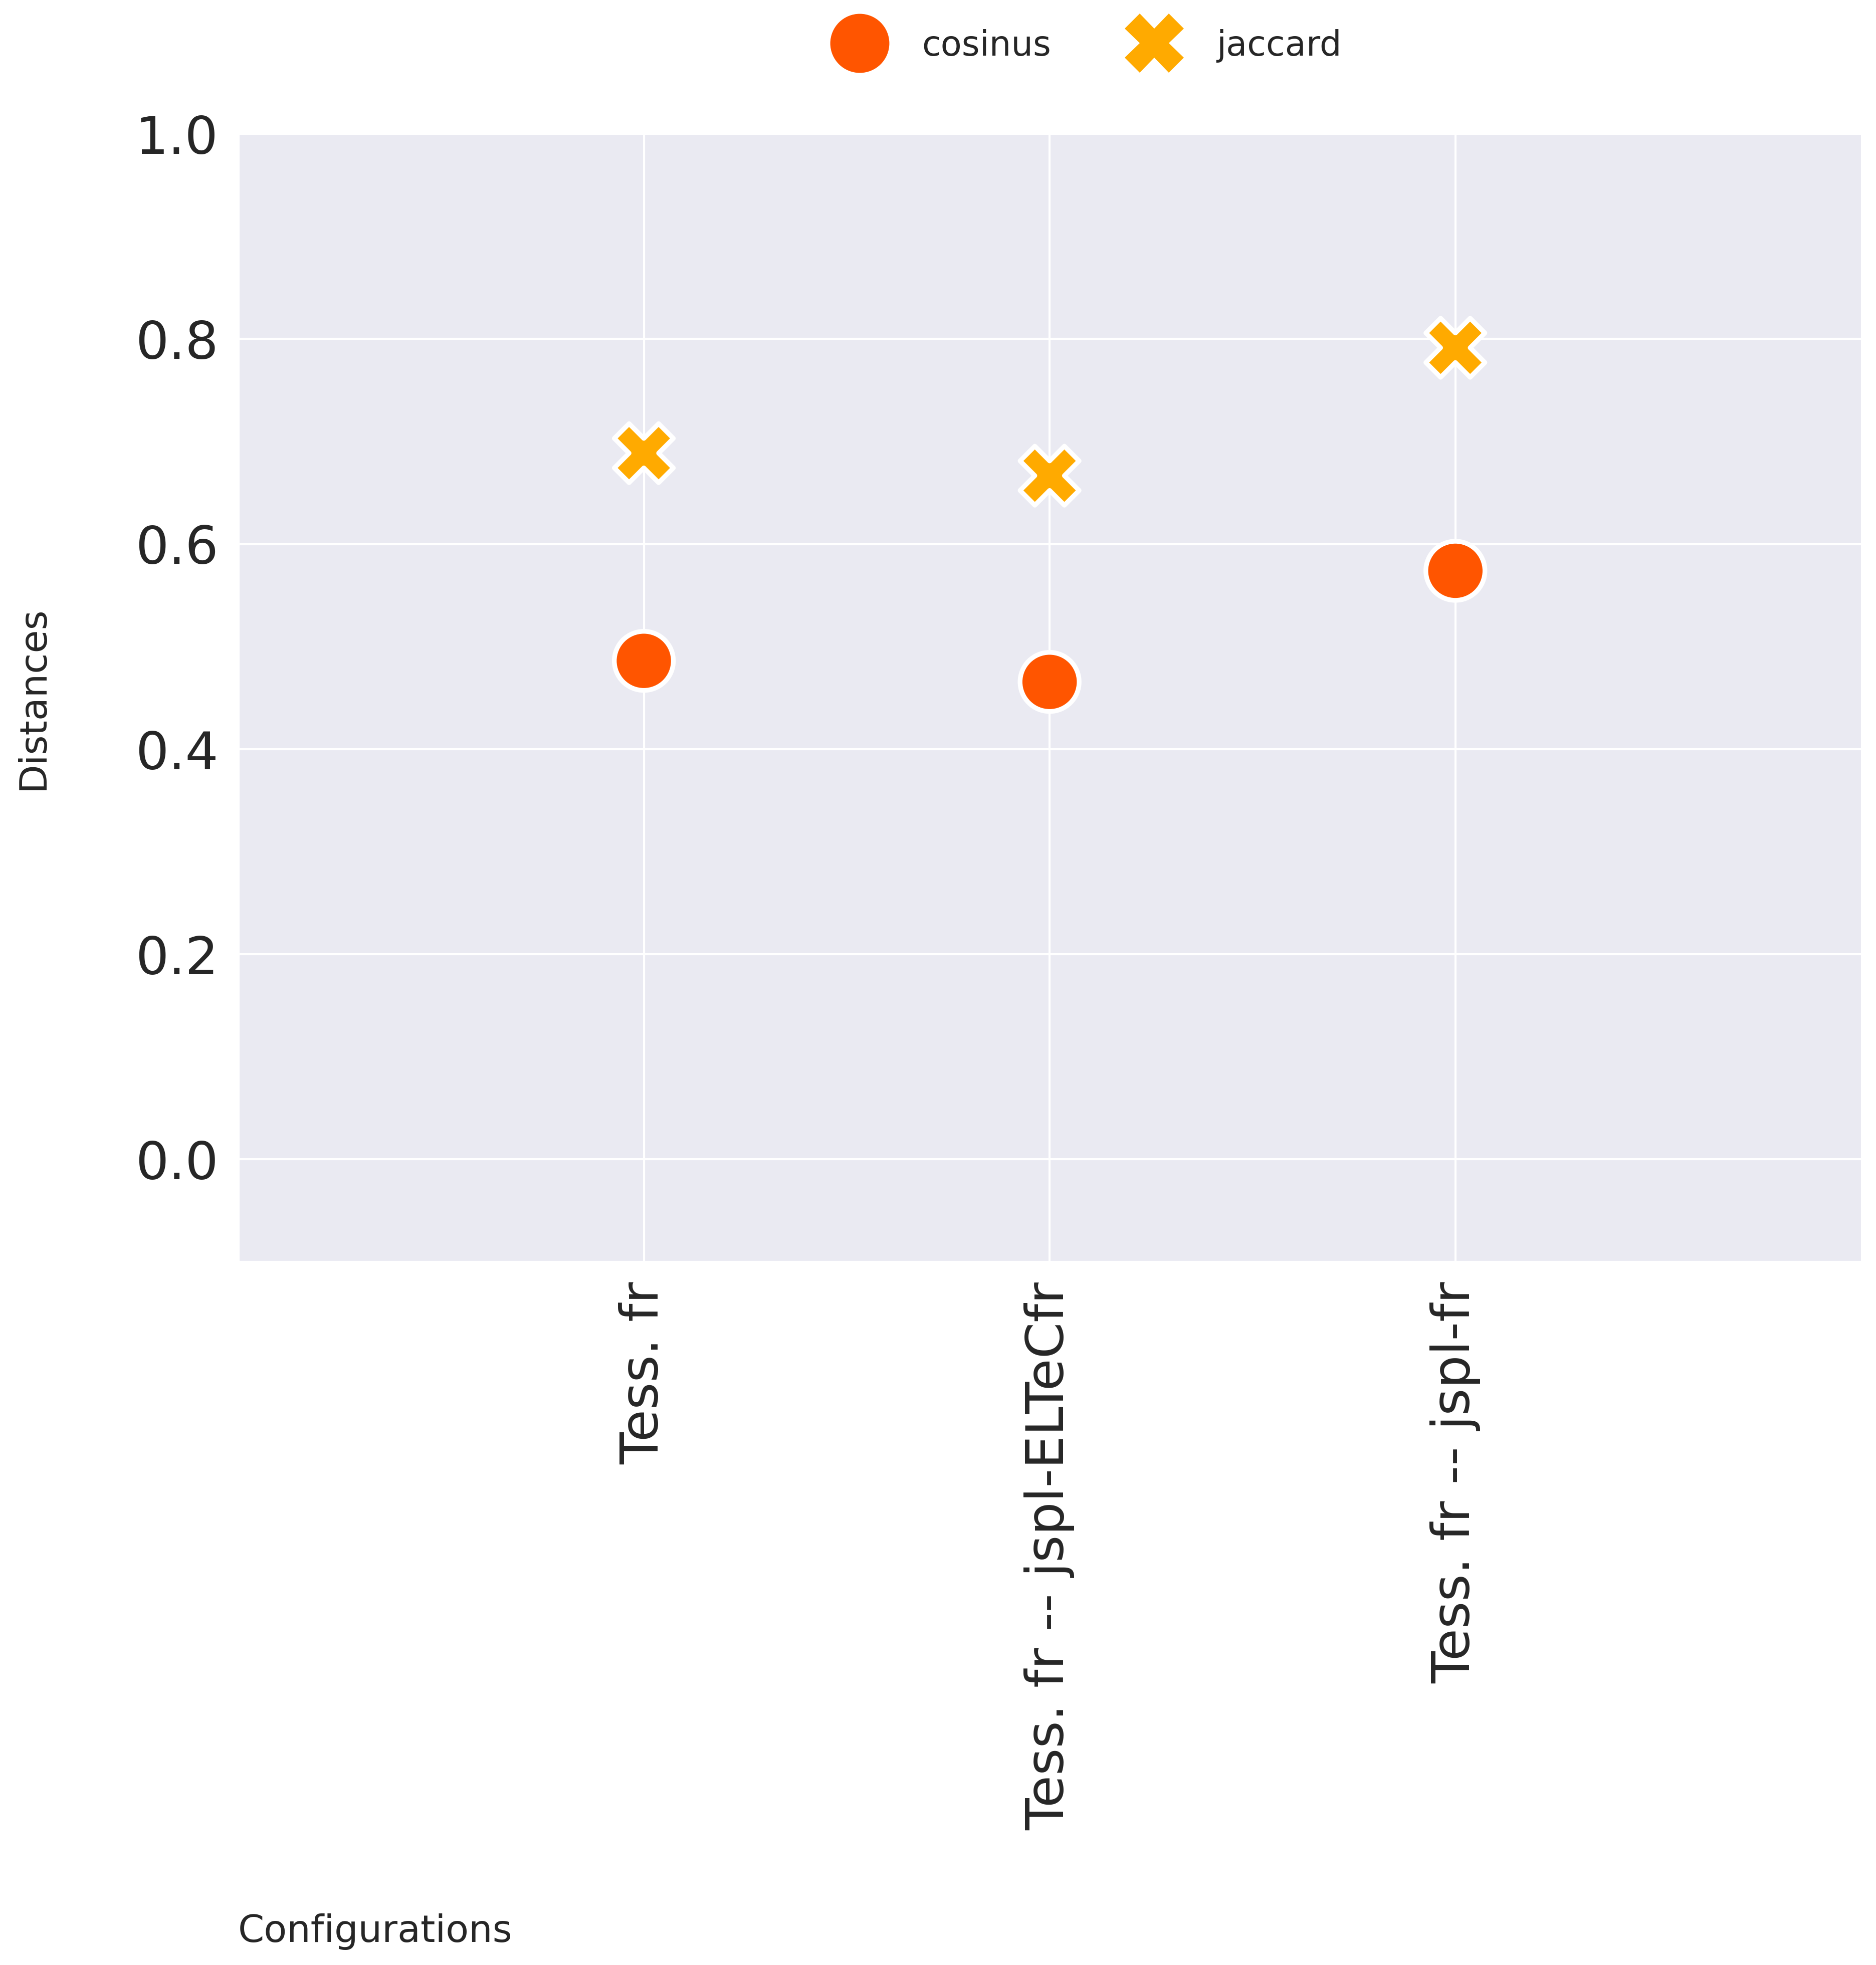 cosinus
jaccard
1.0
0.8
0.6
0.4
0.2
0.0
Distances
Tess. fr
Tess. fr -- jspl-ELTeCfr
Tess. fr -- jspl-fr
Configurations